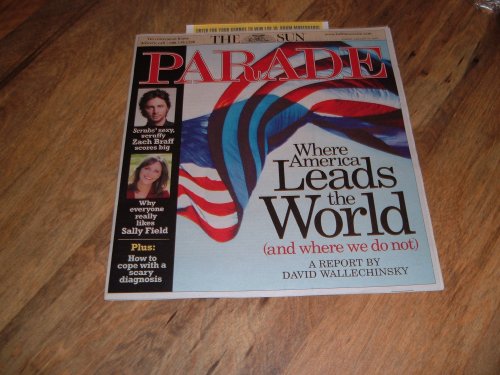 THE SUN
PARADE
Scrubs' sexy,
scruffy
Zach Braff
scores big
Why
everyone
really
likes
Sally Field
Plus:
How to
cope with a
scary
diagnosis
Where
America
Leads
the
World
(and where we do not)
A REPORT BY
DAVID WALLECHINSKY